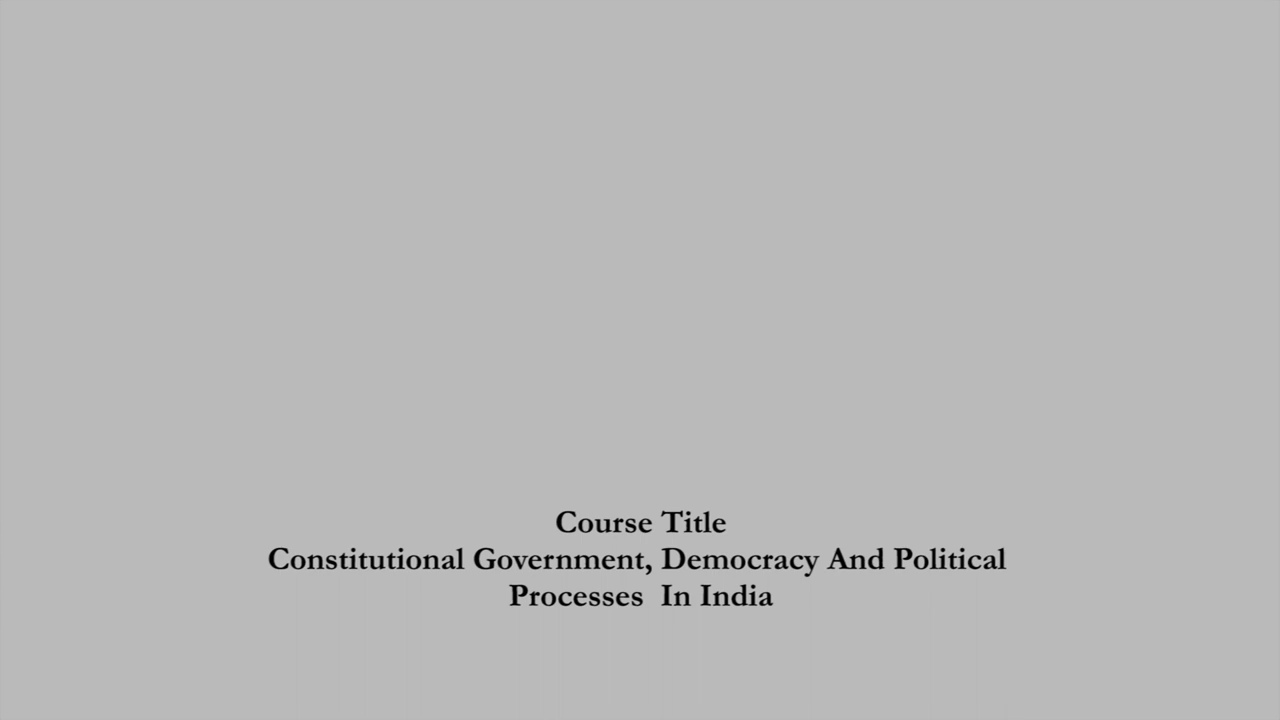 Course Title
Constitutional Government, Democracy And Political
Processes In India